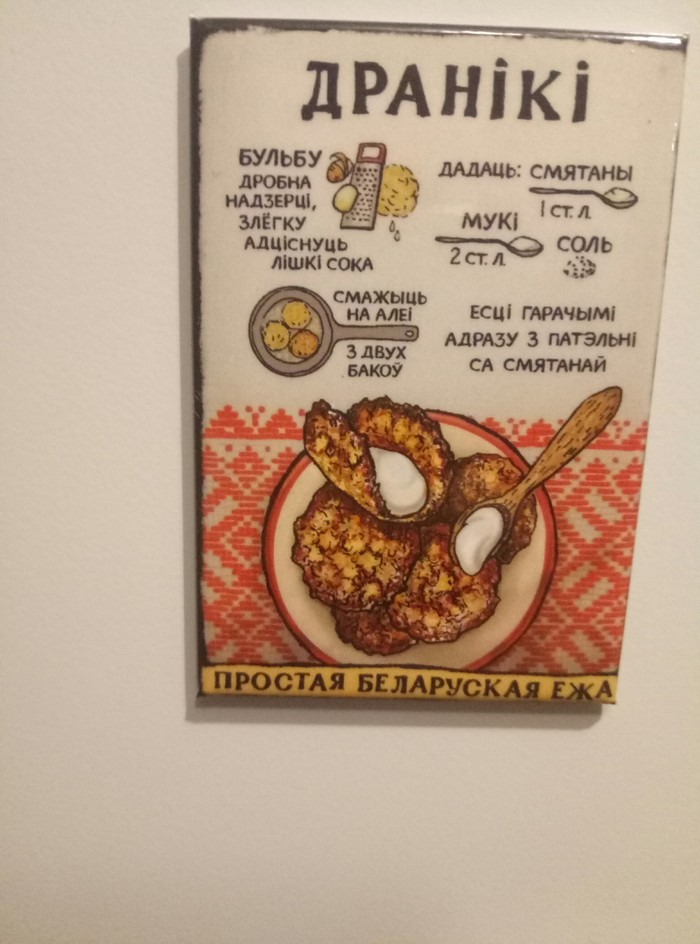 ДРАНІКІ
БУЛЬБУ
ДРОБНА
НАДЗЕРЦІ,
ЗЛЁГКУ
АДЦІСНУЦЬ
ЛІШКІ СОКА
ДАДАЦЬ: СМЯТАНЫ
1 СТ. Л.
МУКІ
2 СТ. Л.
СОЛЬ
СМАЖЫЦЬ
НА АЛЕІ
З ДВУХ
БАКОЎ
ЕСЦІ ГАРАЧЫМІ
АДРАЗУ З ПАТЭЛЬНІ
СА СМЯТАНАЙ
ПРОСТАЯ БЕЛАРУСКАЯ ЕЖА